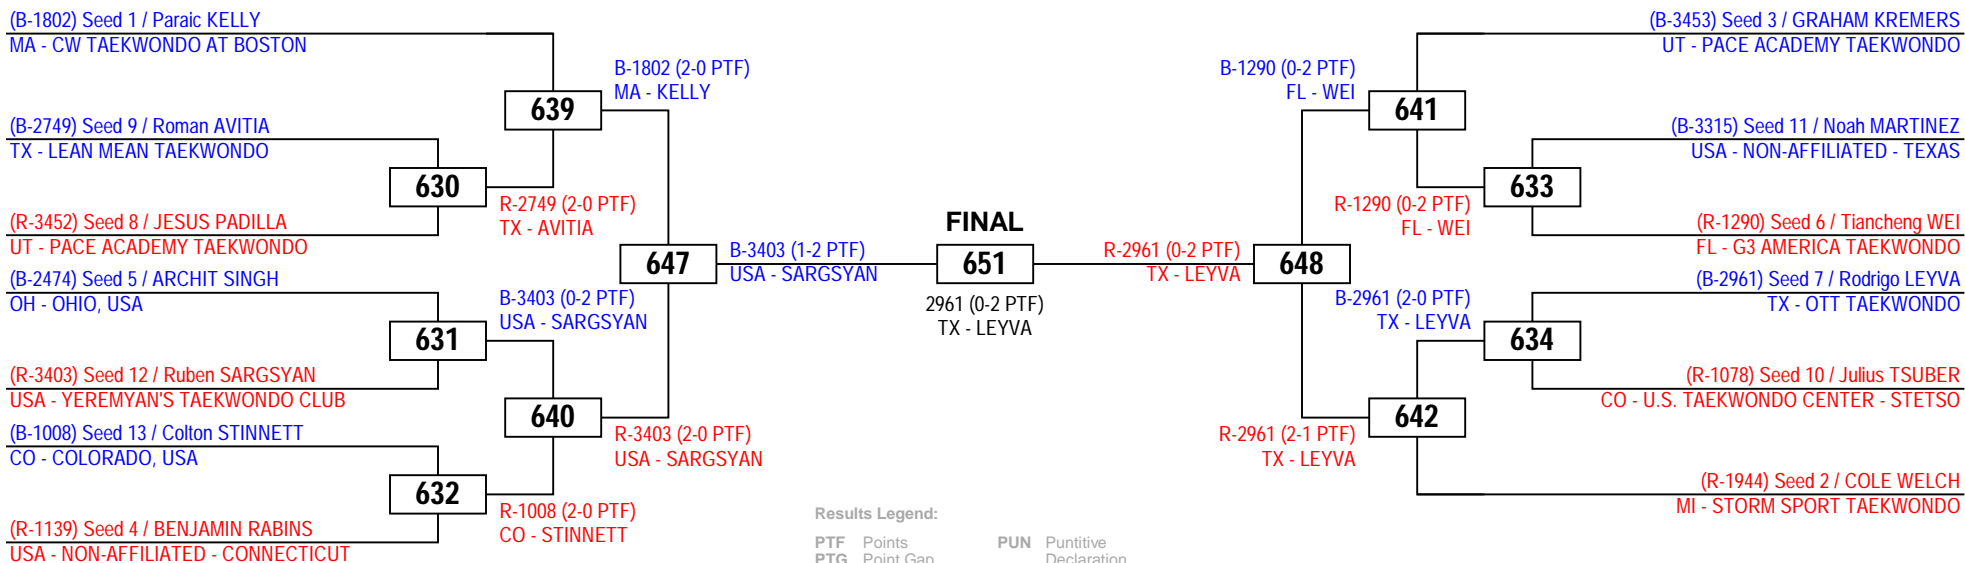 (B-1802) Seed 1 / Paraic KELLY
MA - CW TAEKWONDO AT BOSTON
B-1802 (2-0 PTF)
MA - KELLY
639
(B-2749) Seed 9 / Roman AVITIA
TX - LEAN MEAN TAEKWONDO
630
R-2749 (2-0 PTF)
TX - AVITIA
(R-3452) Seed 8 / JESUS PADILLA
UT - PACE ACADEMY TAEKWONDO
647
B-3403 (1-2 PTF)
USA - SARGSYAN
(B-2474) Seed 5 / ARCHIT SINGH
OH - OHIO, USA
B-3403 (0-2 PTF)
USA - SARGSYAN
631
(R-3403) Seed 12 / Ruben SARGSYAN
USA - YEREMYAN'S TAEKWONDO CLUB
640
R-3403 (2-0 PTF)
USA - SARGSYAN
(B-1008) Seed 13 / Colton STINNETT
CO - COLORADO, USA
632
R-1008 (2-0 PTF)
CO - STINNETT
(R-1139) Seed 4 / BENJAMIN RABINS
USA - NON-AFFILIATED - CONNECTICUT
FINAL
651
2961 (0-2 PTF)
TX - LEYVA
(B-3453) Seed 3 / GRAHAM KREMERS
UT - PACE ACADEMY TAEKWONDO
B-1290 (0-2 PTF)
FL - WEI
641
(B-3315) Seed 11 / Noah MARTINEZ
USA - NON-AFFILIATED - TEXAS
633
R-1290 (0-2 PTF)
FL - WEI
(R-1290) Seed 6 / Tiancheng WEI
FL - G3 AMERICA TAEKWONDO
R-2961 (0-2 PTF)
TX - LEYVA
648
(B-2961) Seed 7 / Rodrigo LEYVA
TX - OTT TAEKWONDO
B-2961 (2-0 PTF)
TX - LEYVA
634
(R-1078) Seed 10 / Julius TSUBER
CO - U.S. TAEKWONDO CENTER - STETSO
642
R-2961 (2-1 PTF)
TX - LEYVA
(R-1944) Seed 2 / COLE WELCH
MI - STORM SPORT TAEKWONDO
Results Legend:
PTF Points
PTG Point Gap
PUN Puntitive
Declaration